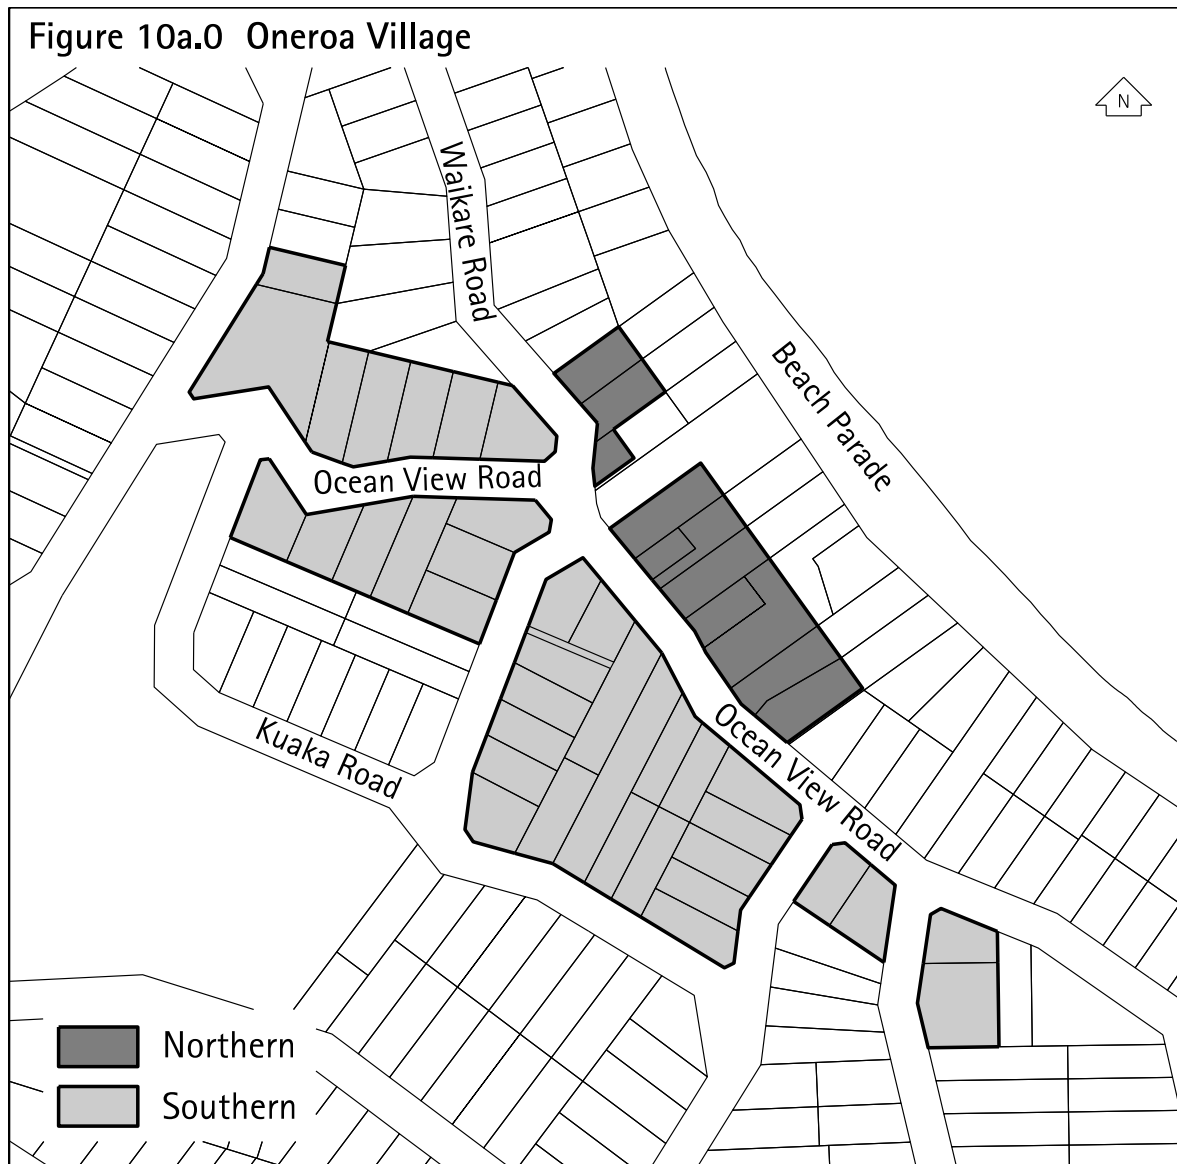 Figure 10a.0 Oneroa Village
N
Waikare Road
Beach Parade
Ocean View Road
Ocean View Road
Kuaka Road
Northern
Southern